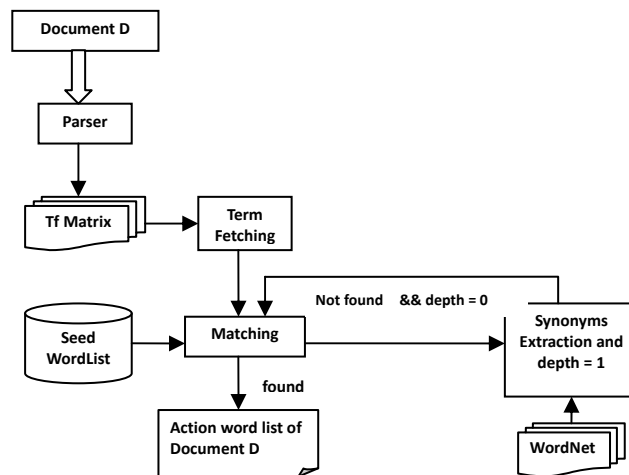 Document D
Parser
Tf Matrix
Term
Fetching
Not found && depth = 0
Seed
WordList
Matching
Synonyms
Extraction and
depth = 1
found
Action word list of
Document D
WordNet